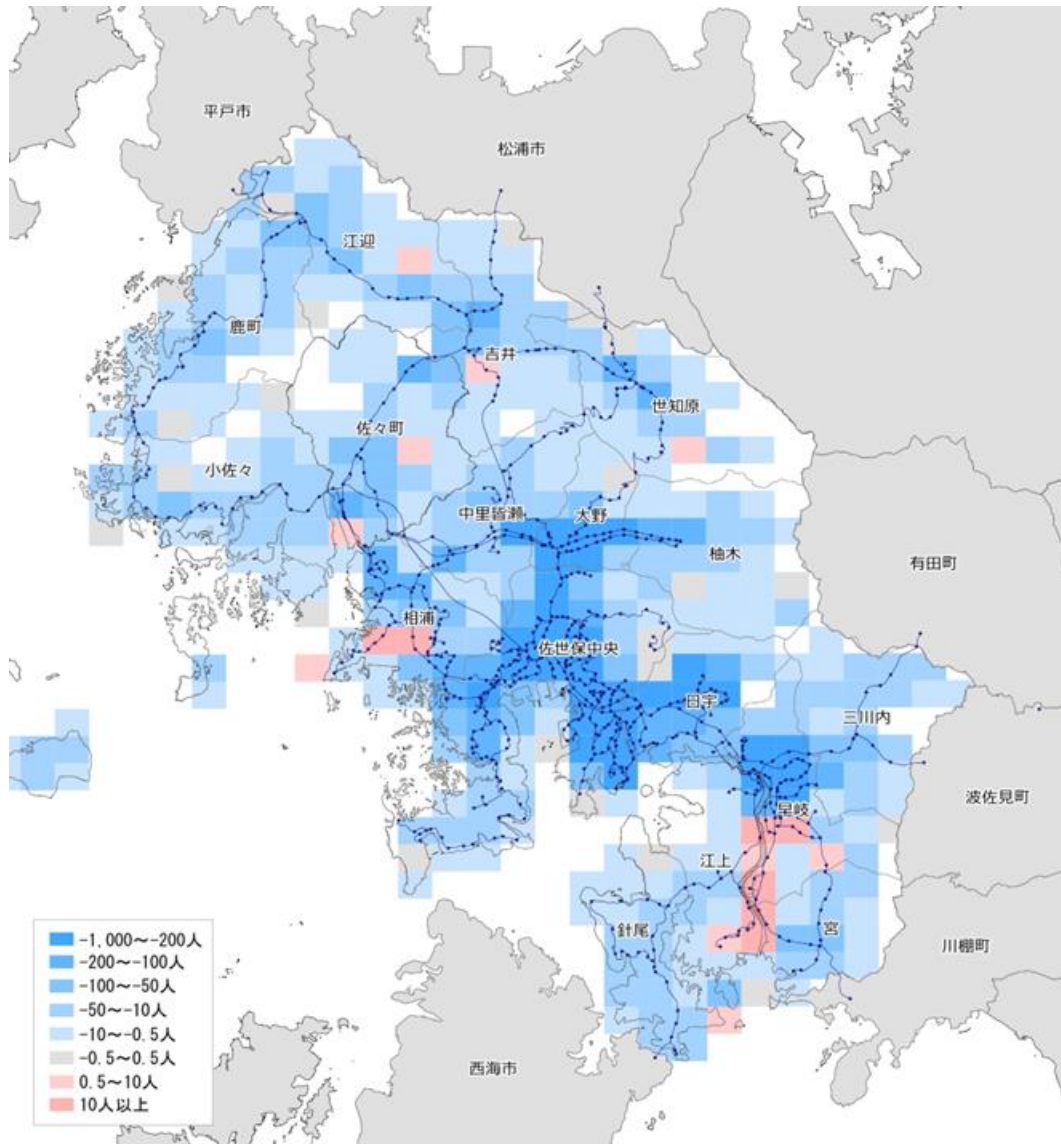 平戸市
松浦市
江迎
鹿町
吉井
世知原
佐々町
小佐々
中里皆瀬
大野
柚木
有田町
相浦
佐世保中央
日宇
三川内
波佐見町
早岐
江上
針尾
宮
川棚町
西海市
-1,000～-200人
-200～-100人
-100～-50人
-50～-10人
-10～-0.5人
-0.5～0.5人
0.5～10人
10人以上